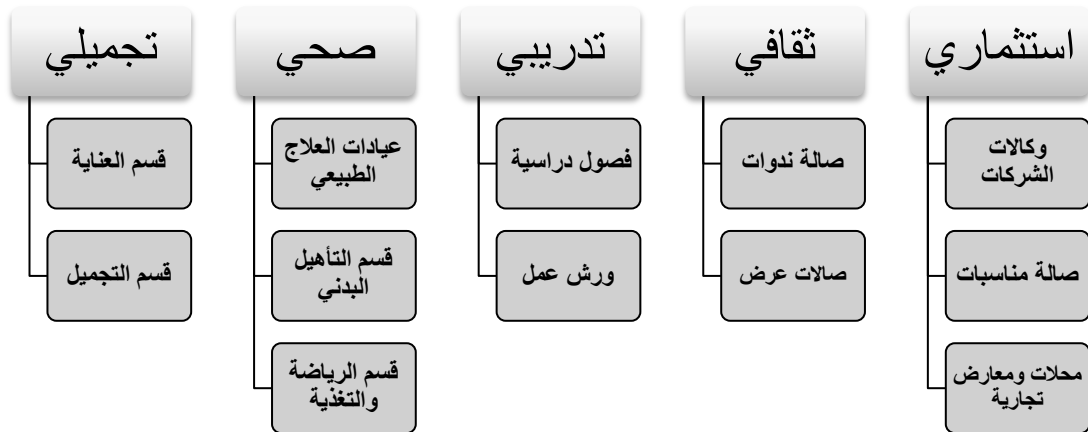 استثماري
وكالات
الشركات
صالة مناسبات
محلات ومعارض
تجارية
ثقافي
صالة ندوات
صالات عرض
تدريبي
فصول دراسية
ورش عمل
صحي
عيادات العلاج
الطبيعي
قسم التأهيل
البدني
قسم الرياضة
والتغذية
تجميلي
قسم العناية
قسم التجميل